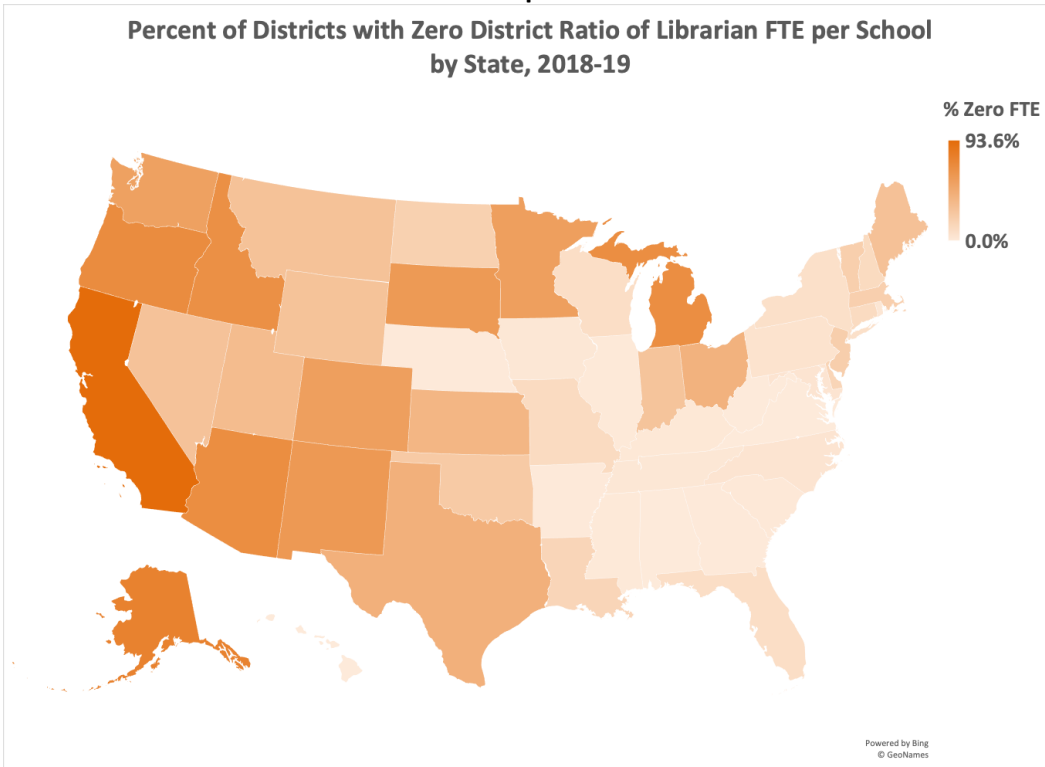 Percent of Districts with Zero District Ratio of Librarian FTE per School
by State, 2018-19
% Zero FTE
93.6%
0.0%
Powered by Bing
© GeoNames